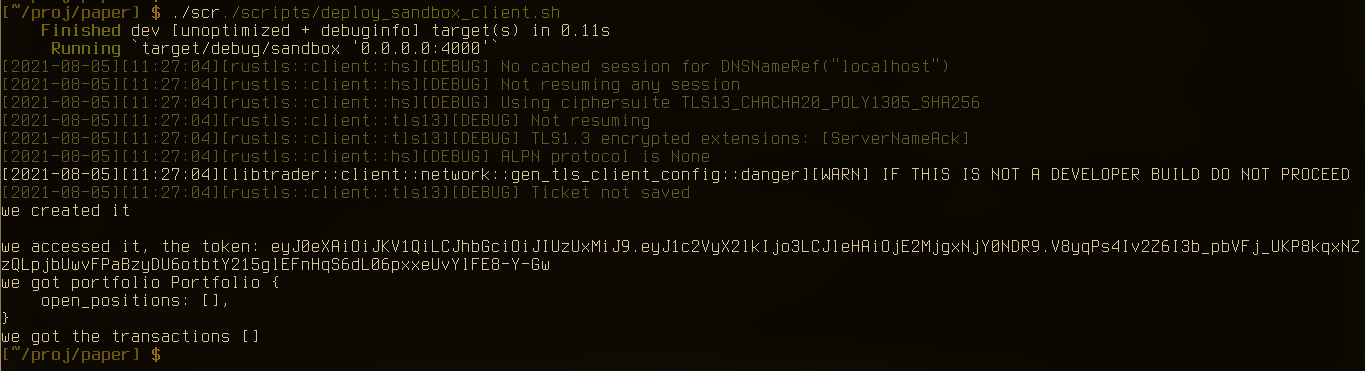 [~/proj/paper] $ ./scr./scripts/deploy_sandbox_client.sh
    Finished dev [unoptimized + debuginfo] target(s) in 0.11s
     Running `target/debug/sandbox '0.0.0.0:4000'`
[2021-08-05][11:27:04][rustls::client::hs][DEBUG] No cached session for DNSNameRef("localhost")
[2021-08-05][11:27:04][rustls::client::hs][DEBUG] Not resuming any session
[2021-08-05][11:27:04][rustls::client::hs][DEBUG] Using ciphersuite TLS13_CHACHA20_POLY1305_SHA256
[2021-08-05][11:27:04][rustls::client::tls13][DEBUG] Not resuming
[2021-08-05][11:27:04][rustls::client::tls13][DEBUG] TLS1.3 encrypted extensions: [ServerNameAck]
[2021-08-05][11:27:04][rustls::client::hs][DEBUG] ALPN protocol is None
[2021-08-05][11:27:04][libtrader::client::network::gen_tls_client_config::danger][WARN] IF THIS IS NOT A DEVELOPER BUILD DO NOT PROCEED
[2021-08-05][11:27:04][rustls::client::tls13][DEBUG] Ticket not saved
we created it
we accessed it, the token: eyJ0eXAiOiJKV1QiLCJhbGciOiJIUzUxMiJ9.eyJ1c2VyX2lkIjo3LCJleHAiOjE2MjgxNjY0NDR9.V8yqPs4Iv2Z6I3b_pbVFj_UKP8kqxNZ
zQLpjbUwvFPaBzyDU6otbtY215glEFnHqS6dL06pxxeUvYlFE8-Y-Gw
we got portfolio Portfolio {
    open_positions: [],
}
we got the transactions []
[~/proj/paper] $